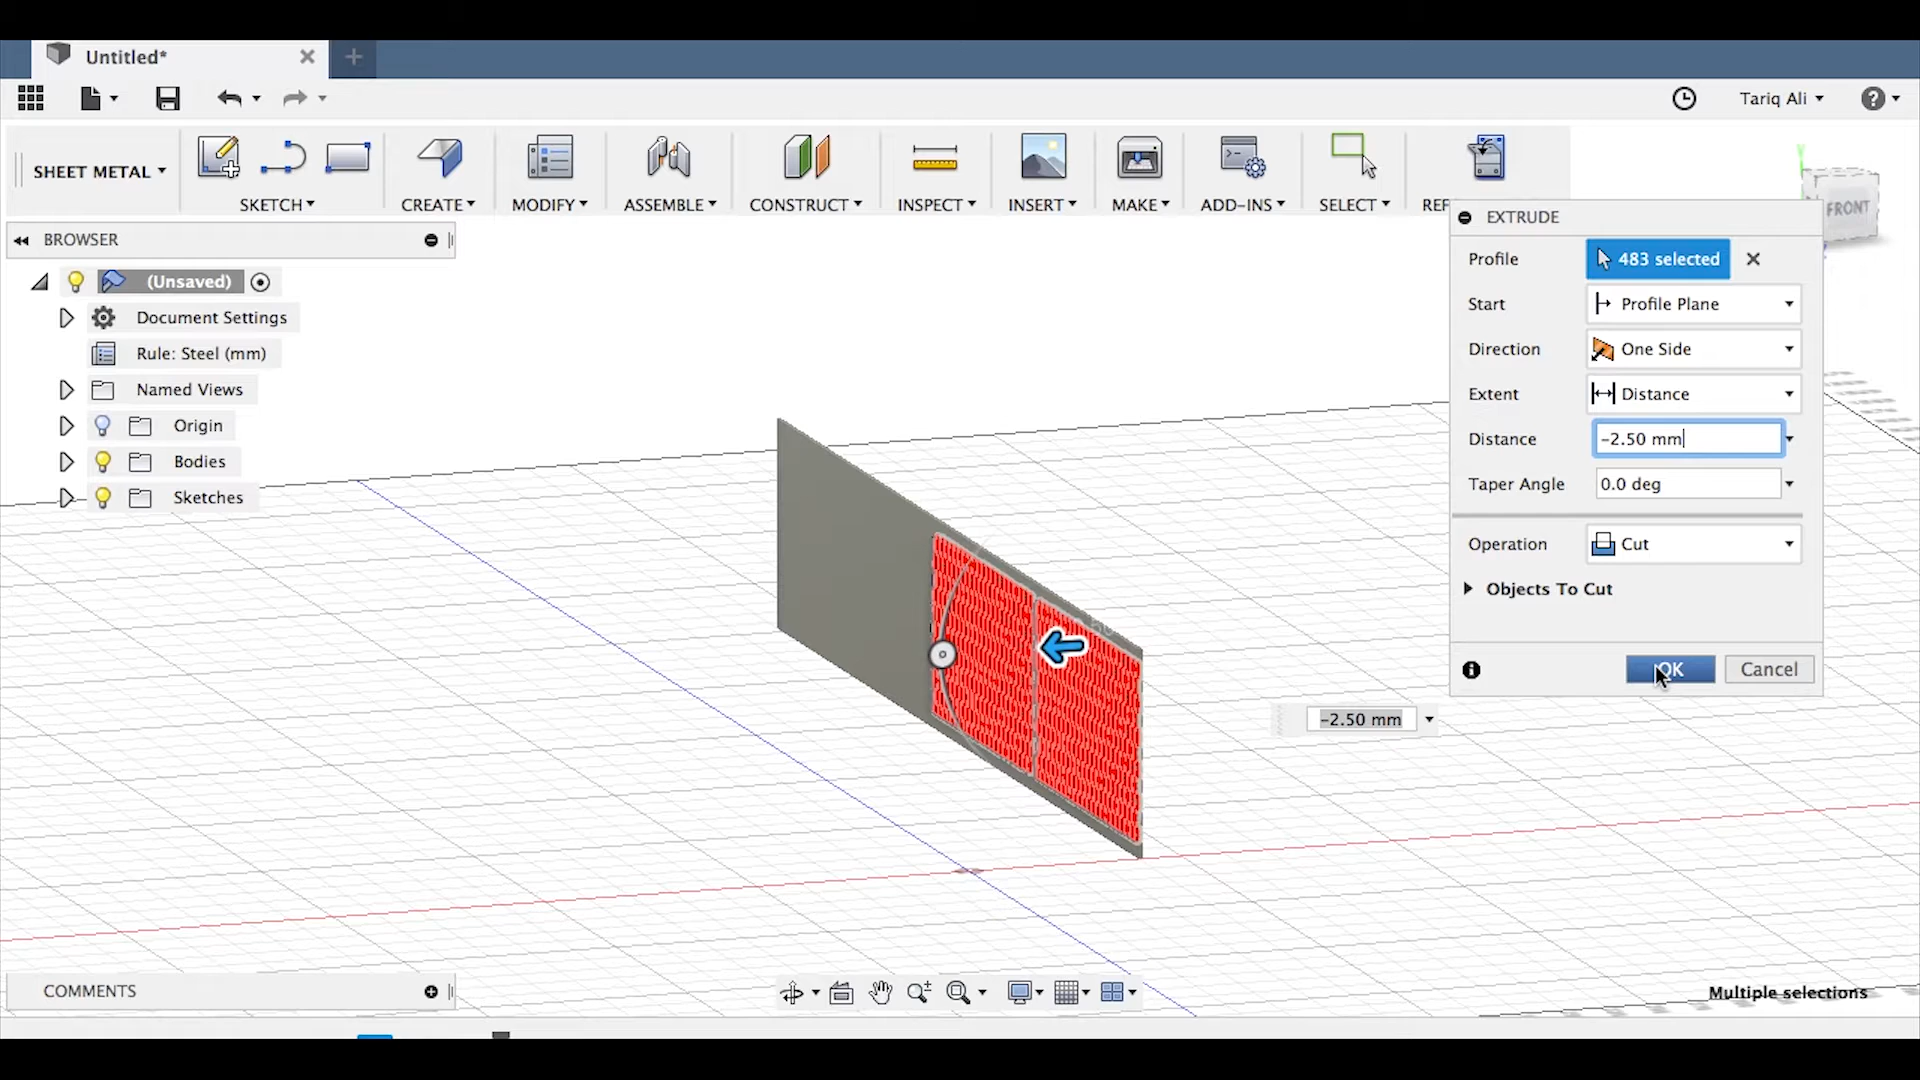 Untitled*
Tariq Ali
SHEET METAL
SKETCH
CREATE
MODIFY
ASSEMBLE
CONSTRUCT
INSPECT
INSERT
MAKE
ADD-INS
SELECT
FRONT
BROWSER
(Unsaved)
Document Settings
Rule: Steel (mm)
Named Views
Origin
Bodies
Sketches
EXTRUDE
Profile 483 selected
Start Profile Plane
Direction One Side
Extent Distance
Distance -2.50 mm
Taper Angle 0.0 deg
Operation Cut
Objects To Cut
OK Cancel
-2.50 mm
COMMENTS
Multiple selections